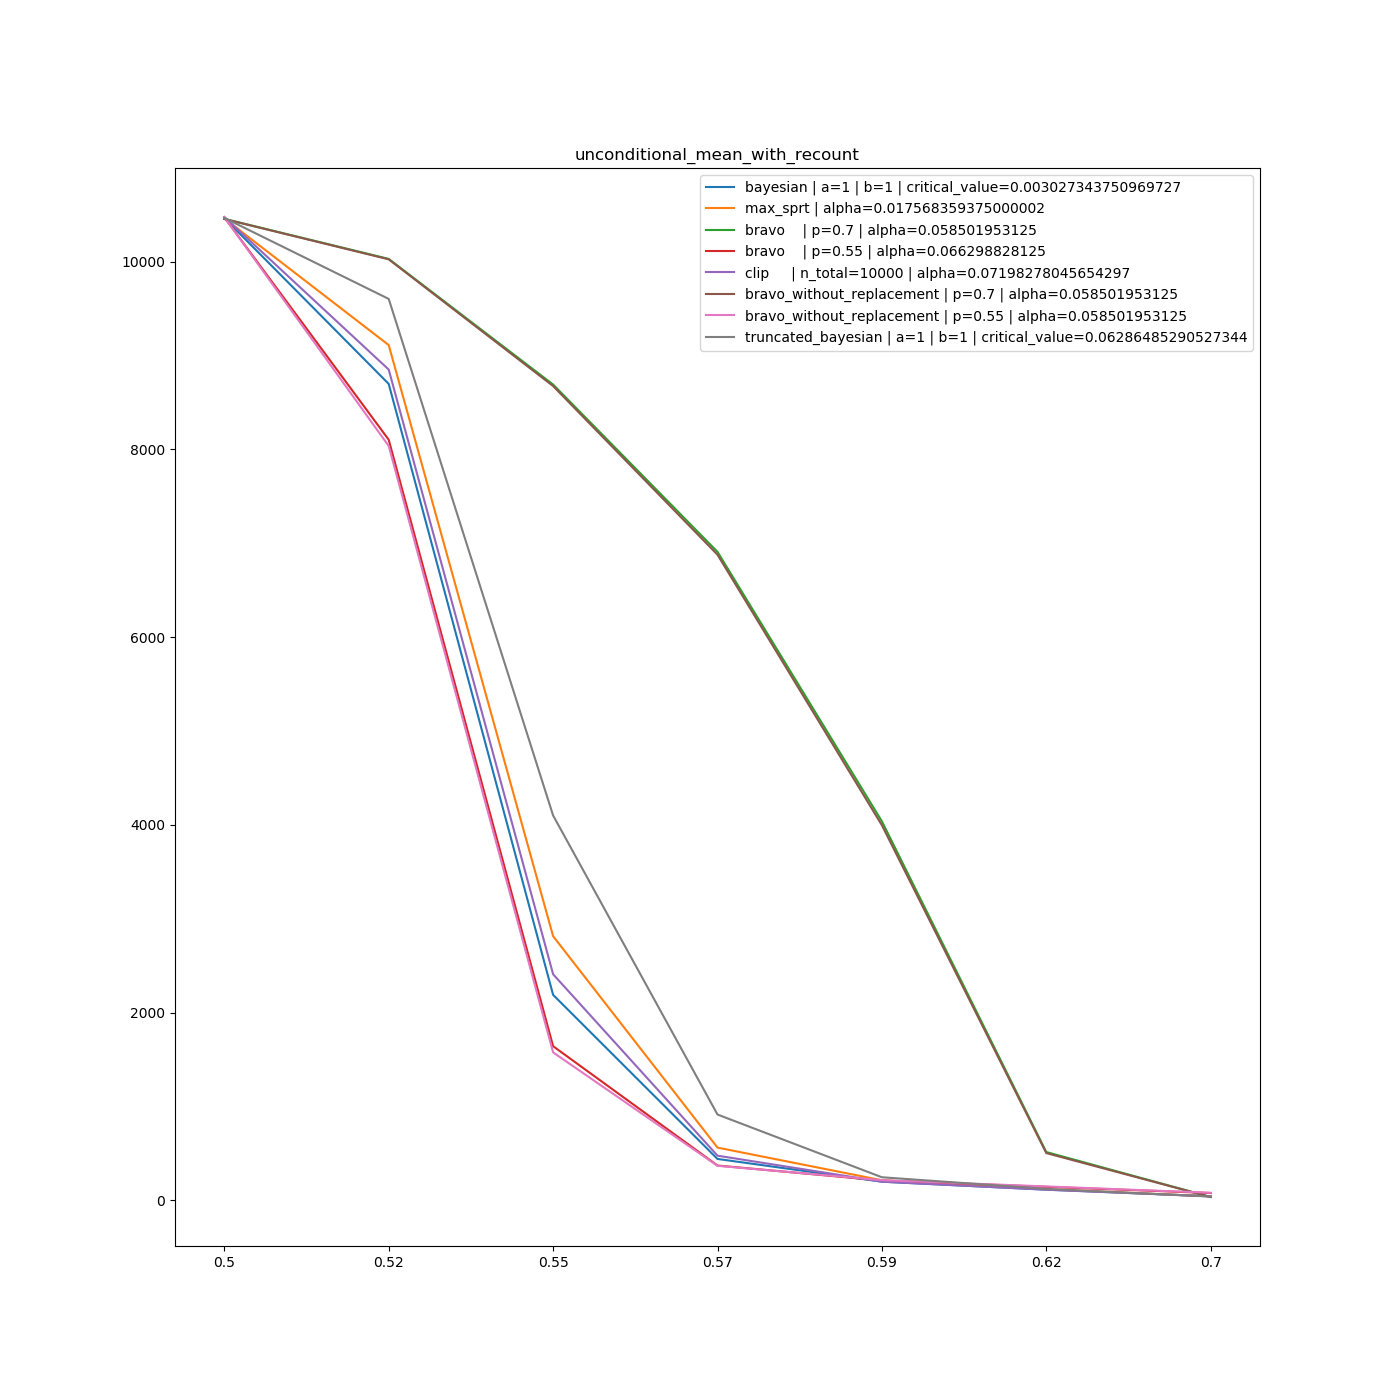 unconditional_mean_with_recount
bayesian | a=1 | b=1 | critical_value=0.003027343750969727
max_sprt | alpha=0.017568359375000002
bravo    | p=0.7 | alpha=0.058501953125
bravo    | p=0.55 | alpha=0.066298828125
clip     | n_total=10000 | alpha=0.07198278045654297
bravo_without_replacement | p=0.7 | alpha=0.058501953125
bravo_without_replacement | p=0.55 | alpha=0.058501953125
truncated_bayesian | a=1 | b=1 | critical_value=0.06286485290527344
10000
8000
6000
4000
2000
0
0.5 0.52 0.55 0.57 0.59 0.62 0.7